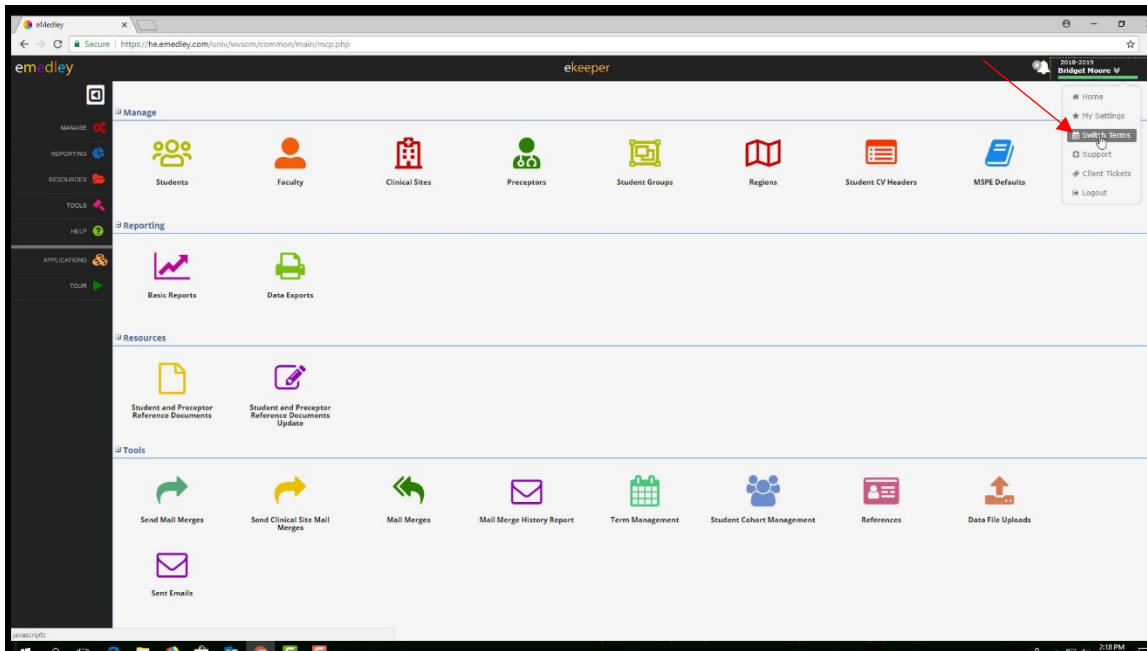 eMedley
Secure https://he.emedley.com/univ/wvsom/common/main/mcp.php
emedley
ekeeper
2018-2019
Bridget Moore
Home
My Settings
Switch Terms
Support
Client Tickets
Logout
MANAGE
REPORTING
RESOURCES
TOOLS
HELP
APPLICATIONS
TOUR
Manage
Students Faculty Clinical Sites Preceptors Student Groups Regions Student CV Headers MSPE Defaults
Reporting
Basic Reports Data Exports
Resources
Student and Preceptor
Reference Documents
Student and Preceptor
Reference Documents
Update
Tools
Send Mail Merges
Send Clinical Site Mail
Merges
Mail Merges Mail Merge History Report Term Management Student Cohort Management References Data File Uploads
Sent Emails
2:18 PM